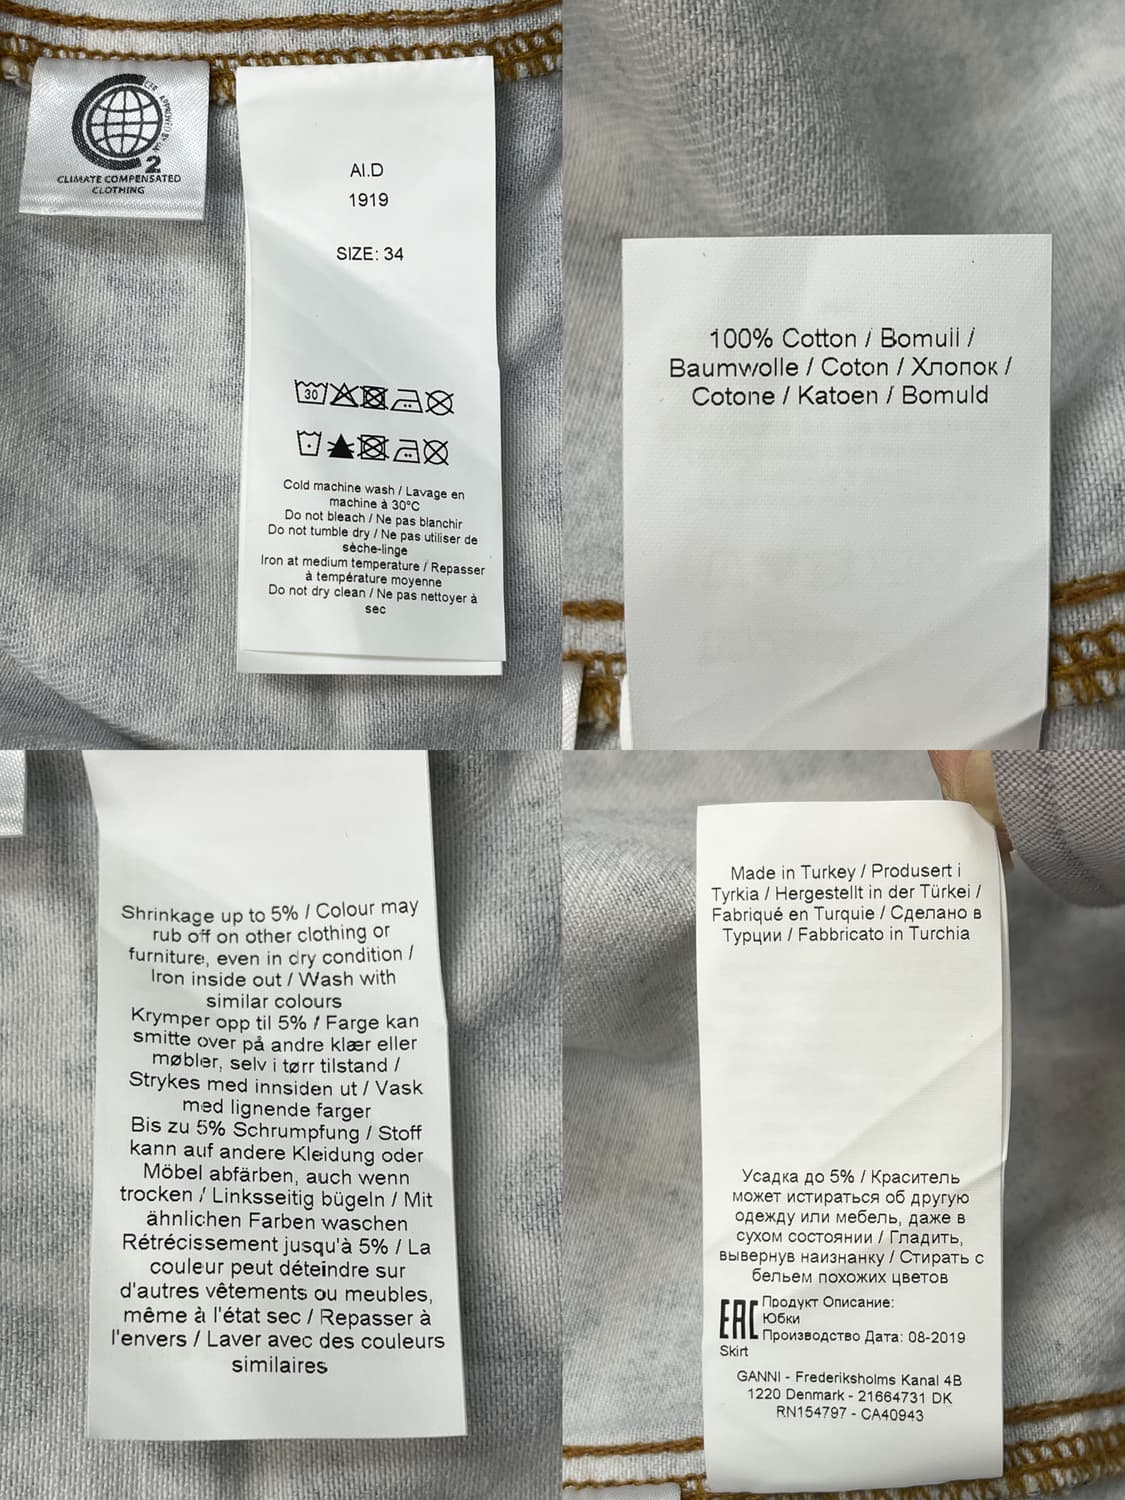 2
CLIMATE COMPENSATED
CLOTHING
AI.D
1919
SIZE: 34
30
Cold machine wash / Lavage en
machine à 30°C
Do not bleach / Ne pas blanchir
Do not tumble dry / Ne pas utiliser de
sèche-linge
Iron at medium temperature / Repasser
à température moyenne
Do not dry clean / Ne pas nettoyer à
sec
100% Cotton / Bomull /
Baumwolle / Coton / Хлопок /
Cotone / Katoen / Bomuld
Shrinkage up to 5% / Colour may
rub off on other clothing or
furniture, even in dry condition /
Iron inside out / Wash with
similar colours
Krymper opp til 5% / Farge kan
smitte over på andre klær eller
møbler, selv i tørr tilstand /
Strykes med innsiden ut / Vask
med lignende farger
Bis zu 5% Schrumpfung / Stoff
kann auf andere Kleidung oder
Möbel abfärben, auch wenn
trocken / Linksseitig bügeln / Mit
ähnlichen Farben waschen
Rétrécissement jusqu'à 5% / La
couleur peut déteindre sur
d'autres vêtements ou meubles,
même à l'état sec / Repasser à
l'envers / Laver avec des couleurs
similaires
Made in Turkey / Produsert i
Tyrkia / Hergestellt in der Türkei /
Fabriqué en Turquie / Сделано в
Турции / Fabbricato in Turchia
Усадка до 5% / Краситель
может истираться об другую
одежду или мебель, даже в
сухом состоянии / Гладить,
вывернув наизнанку / Стирать с
бельем похожих цветов
EAC Продукт Описание:
Юбки
Производство Дата: 08-2019
Skirt
GANNI - Frederiksholms Kanal 4B
1220 Denmark - 21664731 DK
RN154797 - CA40943